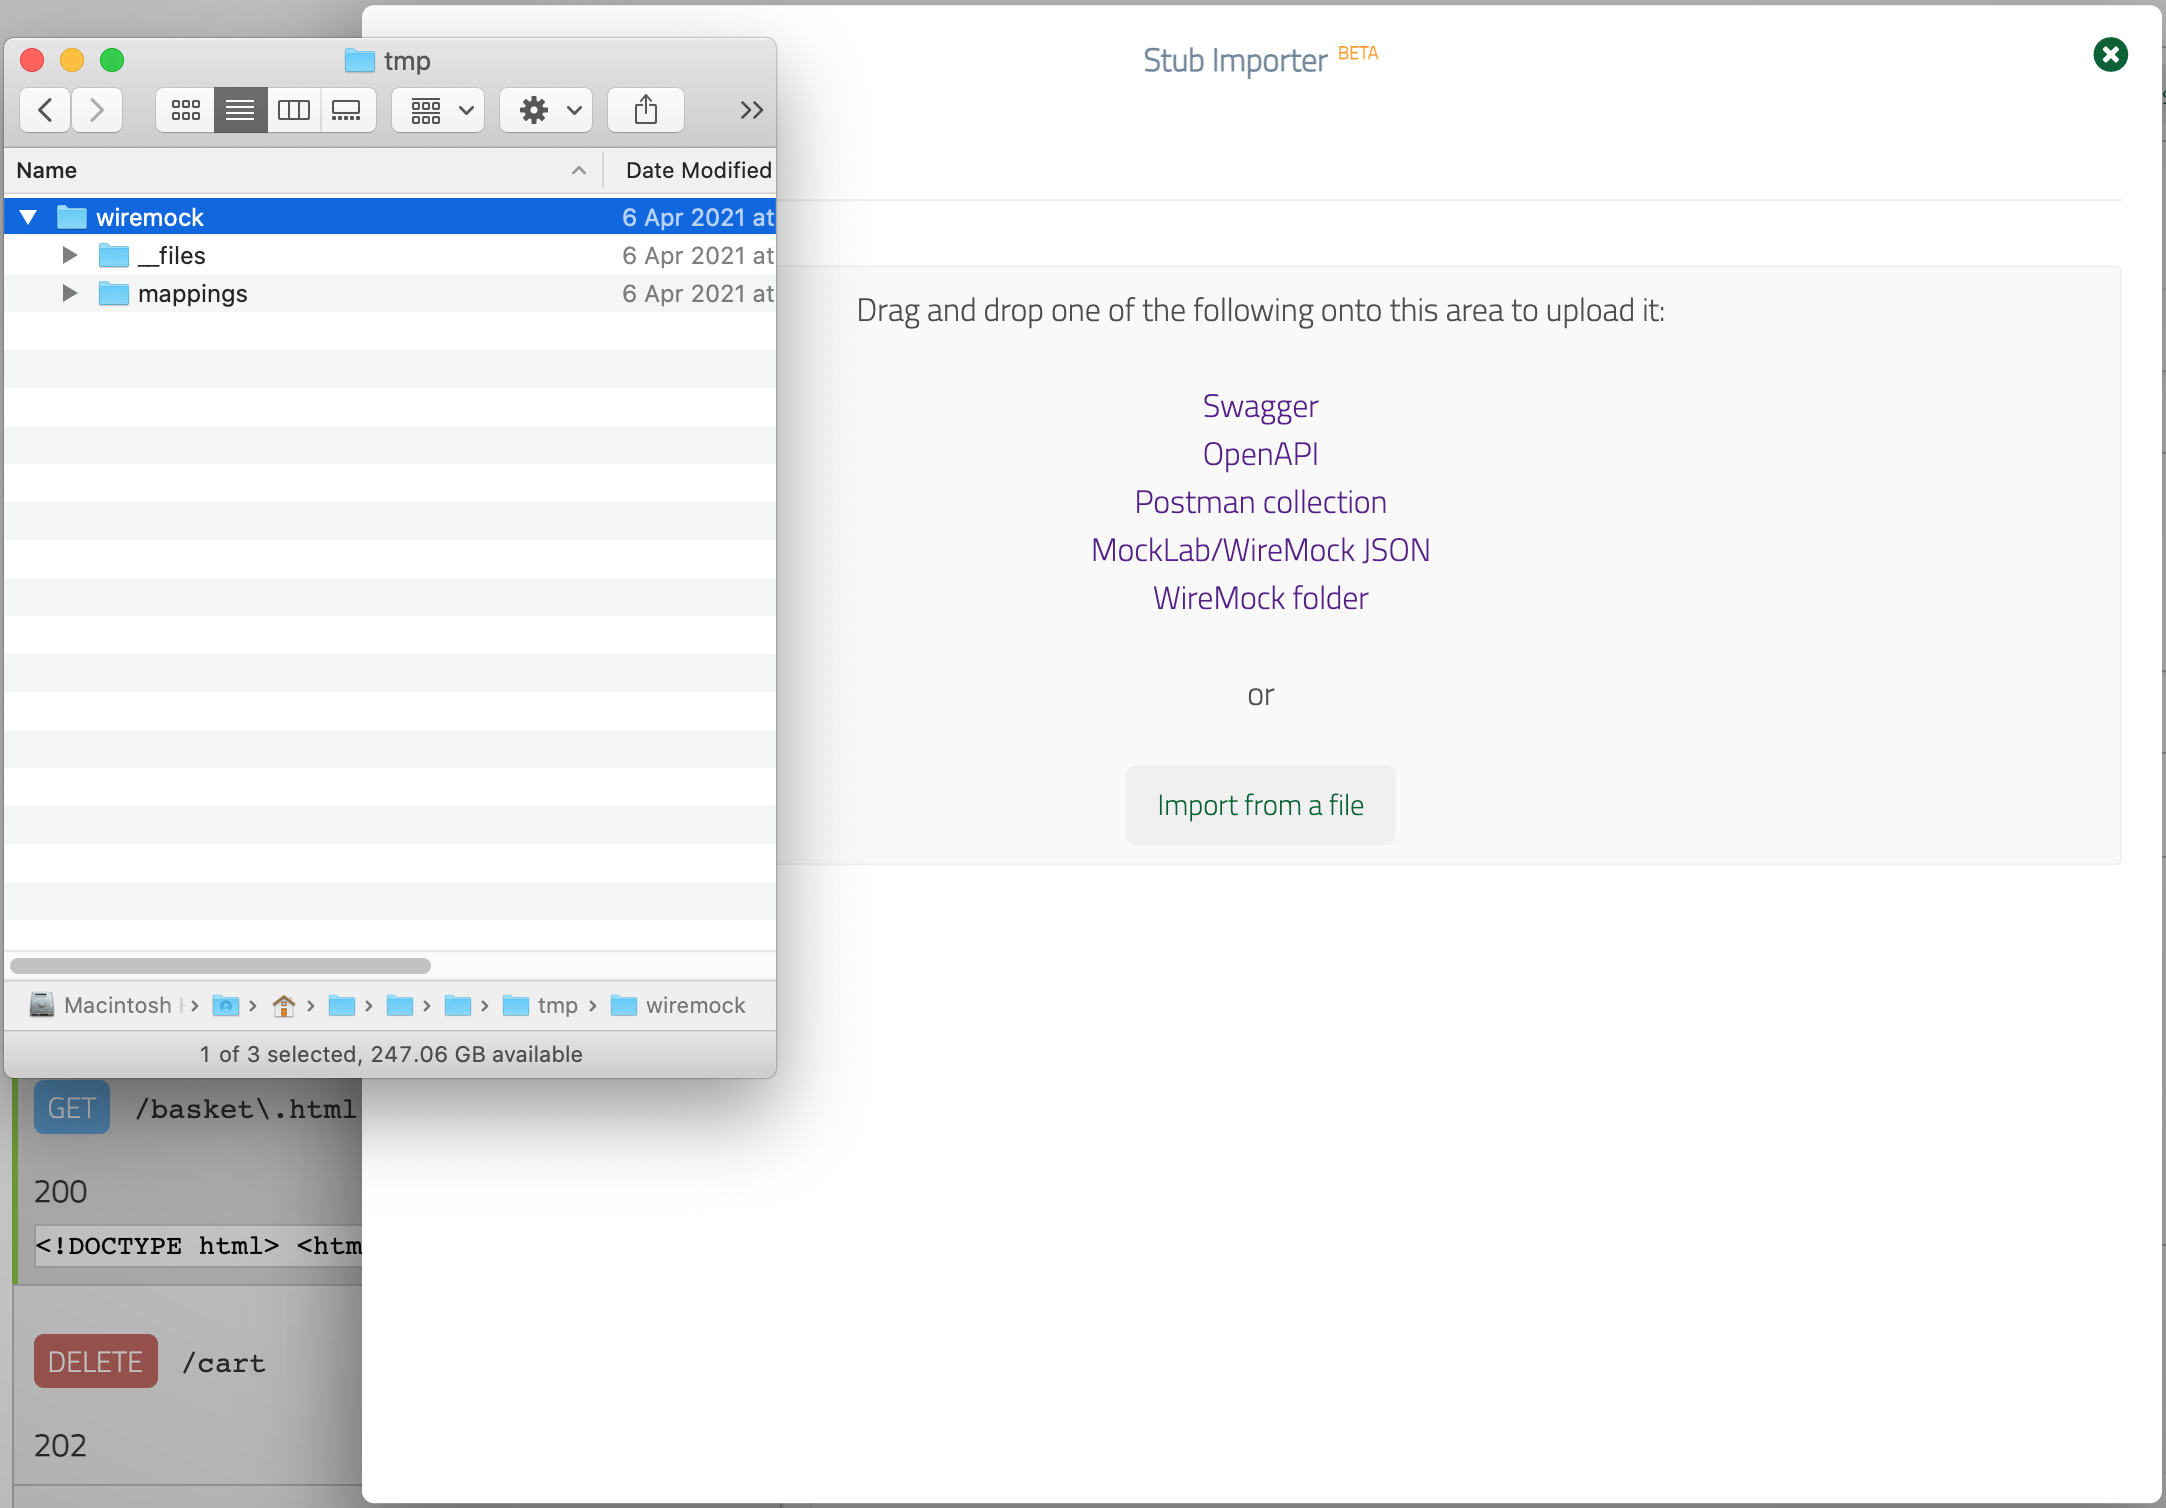 tmp
Name
Date Modified
wiremock
6 Apr 2021 at
__files
6 Apr 2021 at
mappings
6 Apr 2021 at
Macintosh
tmp
wiremock
1 of 3 selected, 247.06 GB available
Stub Importer BETA
Drag and drop one of the following onto this area to upload it:
Swagger
OpenAPI
Postman collection
MockLab/WireMock JSON
WireMock folder
or
Import from a file
GET /basket\.html
200
<!DOCTYPE html> <htm
DELETE /cart
202